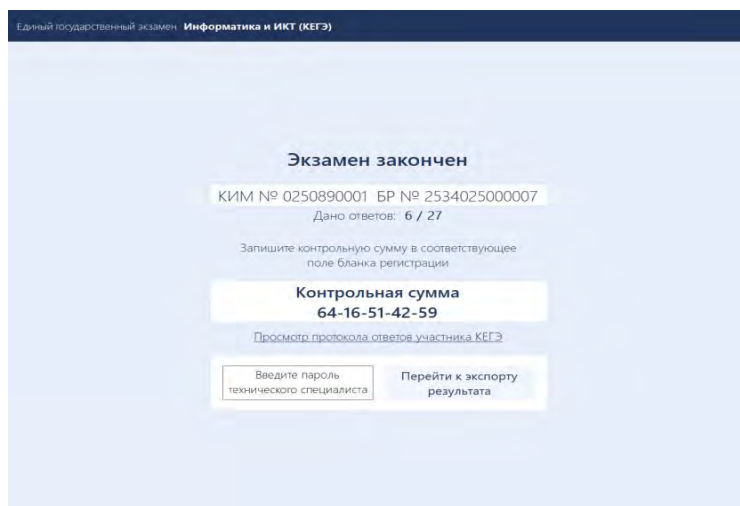 Единый государственный экзамен Информатика и ИКТ (КЕГЭ)
Экзамен закончен
КИМ № 0250890001 БР № 2534025000007
Дано ответов: 6 / 27
Запишите контрольную сумму в соответствующее
поле бланка регистрации
Контрольная сумма
64-16-51-42-59
Просмотр протокола ответов участника КЕГЭ
Введите пароль
технического специалиста
Перейти к экспорту
результата